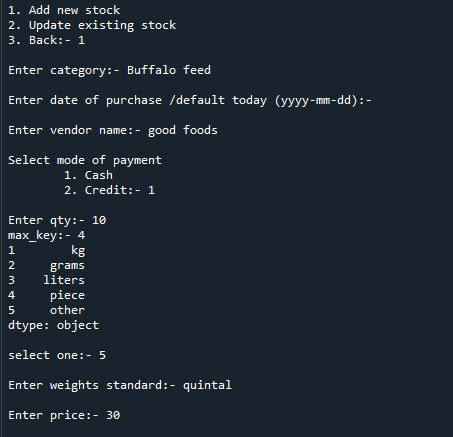 1. Add new stock
2. Update existing stock
3. Back:- 1
Enter category:- Buffalo feed
Enter date of purchase /default today (yyyy-mm-dd):-
Enter vendor name:- good foods
Select mode of payment
1. Cash
2. Credit:- 1
Enter qty:- 10
max_key:- 4
1 kg
2 grams
3 liters
4 piece
5 other
dtype: object
select one:- 5
Enter weights standard:- quintal
Enter price:- 30